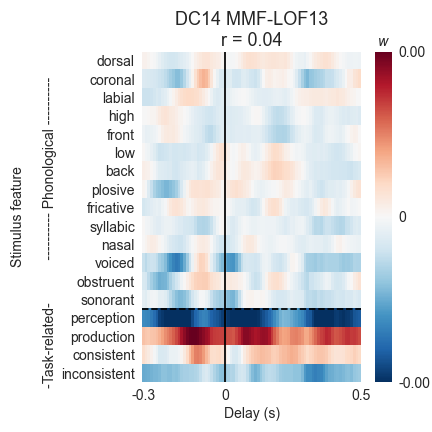 DC14 MMF-LOF13
r = 0.04
w
0.00
0
-0.00
Stimulus feature
---------- Phonological ----------
-Task-related-
dorsal
coronal
labial
high
front
low
back
plosive
fricative
syllabic
nasal
voiced
obstruent
sonorant
perception
production
consistent
inconsistent
-0.3
0
0.5
Delay (s)